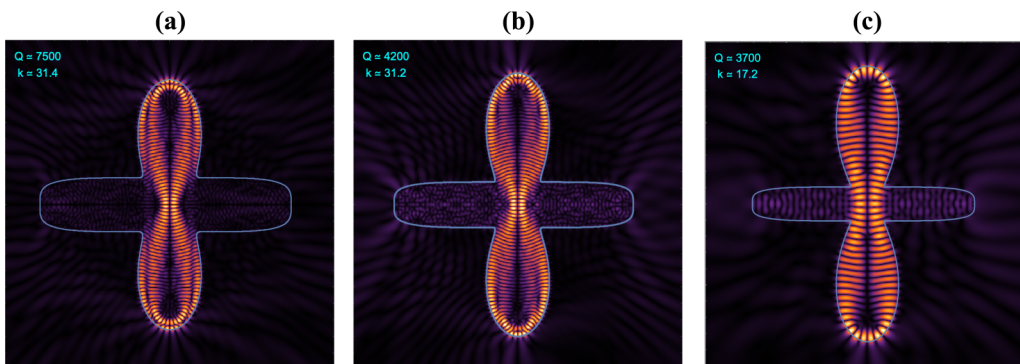 (a)
(b)
(c)
Q ≃ 7500
k ≃ 31.4
Q ≃ 4200
k ≃ 31.2
Q ≃ 3700
k ≃ 17.2